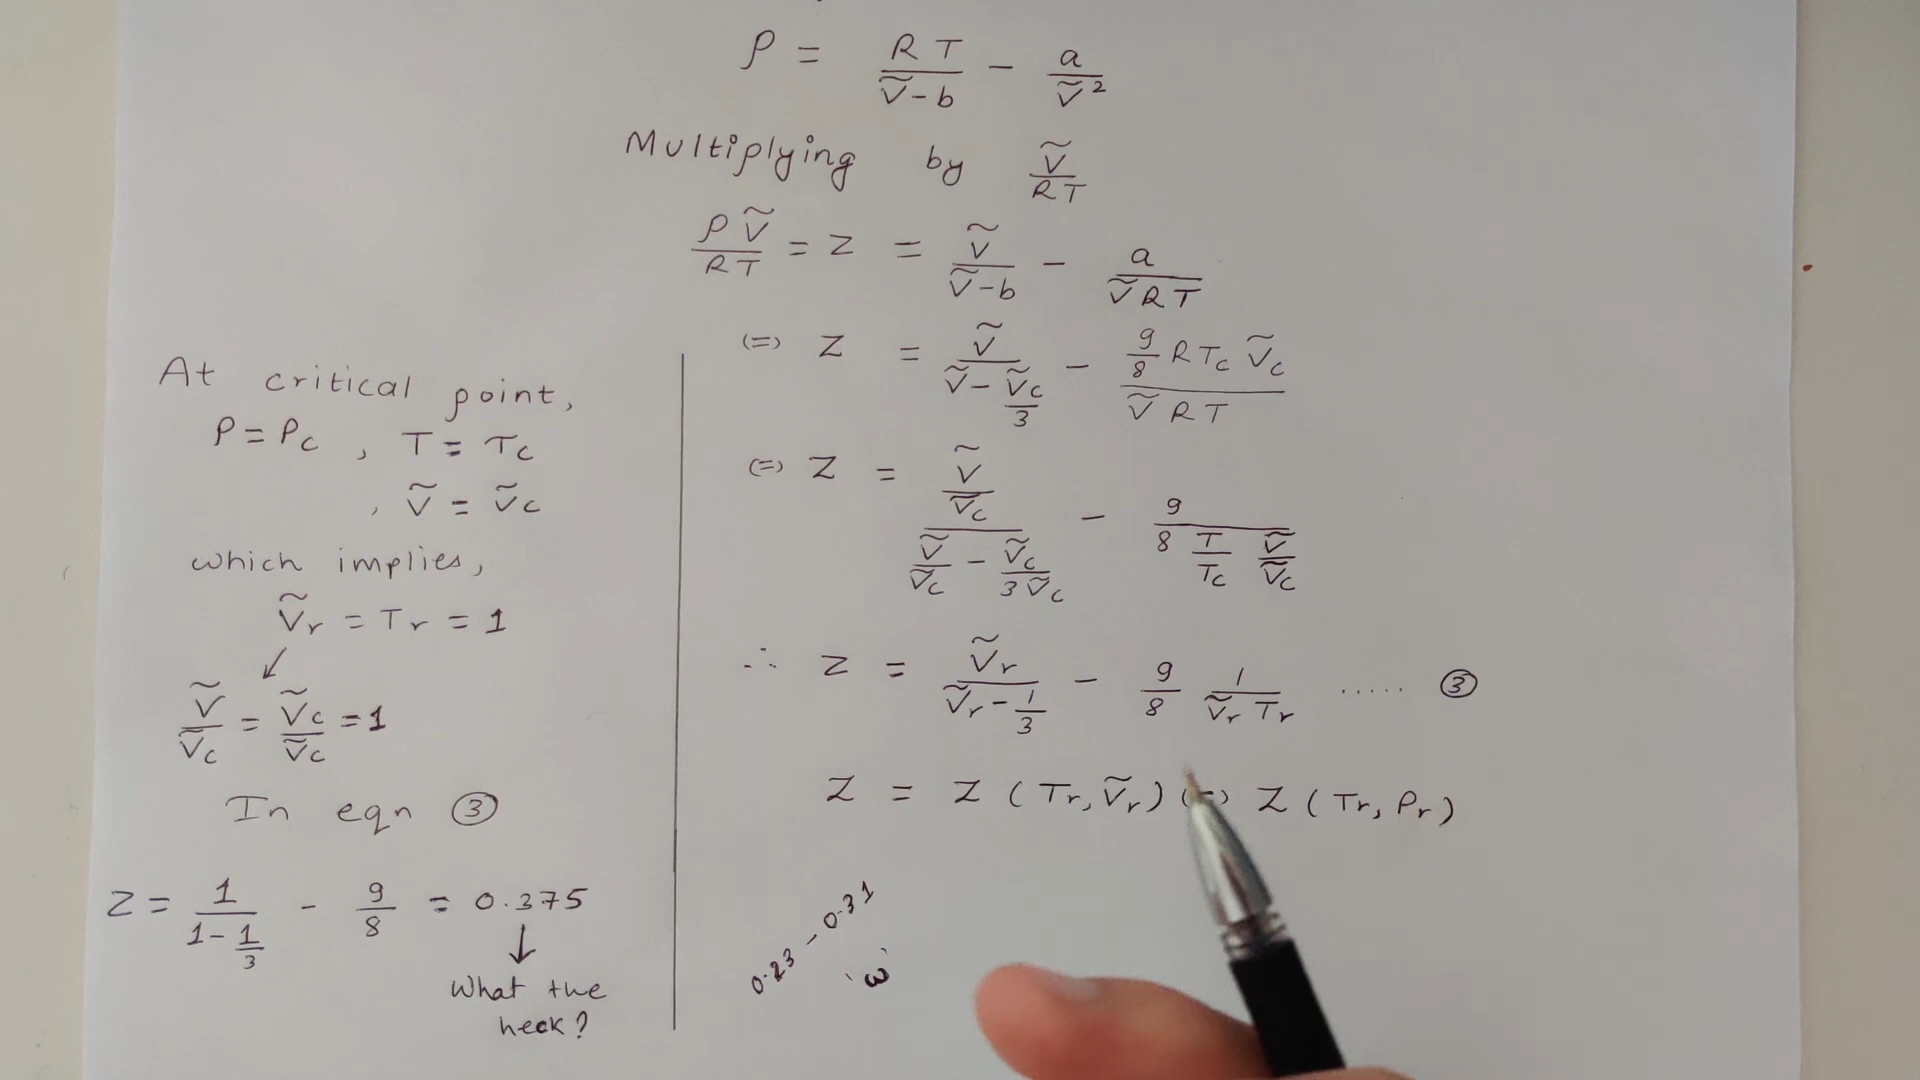 P = RT/(ṽ-b) - a/ṽ²
Multiplying by ṽ/RT
Pṽ/RT = Z = ṽ/(ṽ-b) - a/(ṽRT)
(=) Z = ṽ/(ṽ - ṽc/3) - (9/8 RTc ṽc)/(ṽRT)
(=) Z = (ṽ/ṽc)/(ṽ/ṽc - ṽc/3ṽc) - 9/(8 T/Tc ṽ/ṽc)
∴ Z = ṽr/(ṽr - 1/3) - 9/8 1/(ṽr Tr) ..... ③
Z = Z (Tr, ṽr) (=) Z (Tr, Pr)
0.23 - 0.31
'ω'
At critical point,
P = Pc , T = Tc
, ṽ = ṽc
which implies,
ṽr = Tr = 1
↙
ṽ/ṽc = ṽc/ṽc = 1
In eqn ③
Z = 1/(1 - 1/3) - 9/8 = 0.375
↓
What the
heck?